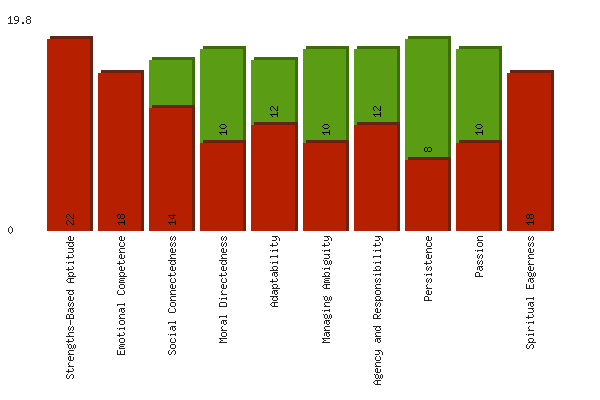 19.8
0
22
18
14
10
12
10
12
8
10
18
Strengths-Based Aptitude
Emotional Competence
Social Connectedness
Moral Directedness
Adaptability
Managing Ambiguity
Agency and Responsibility
Persistence
Passion
Spiritual Eagerness